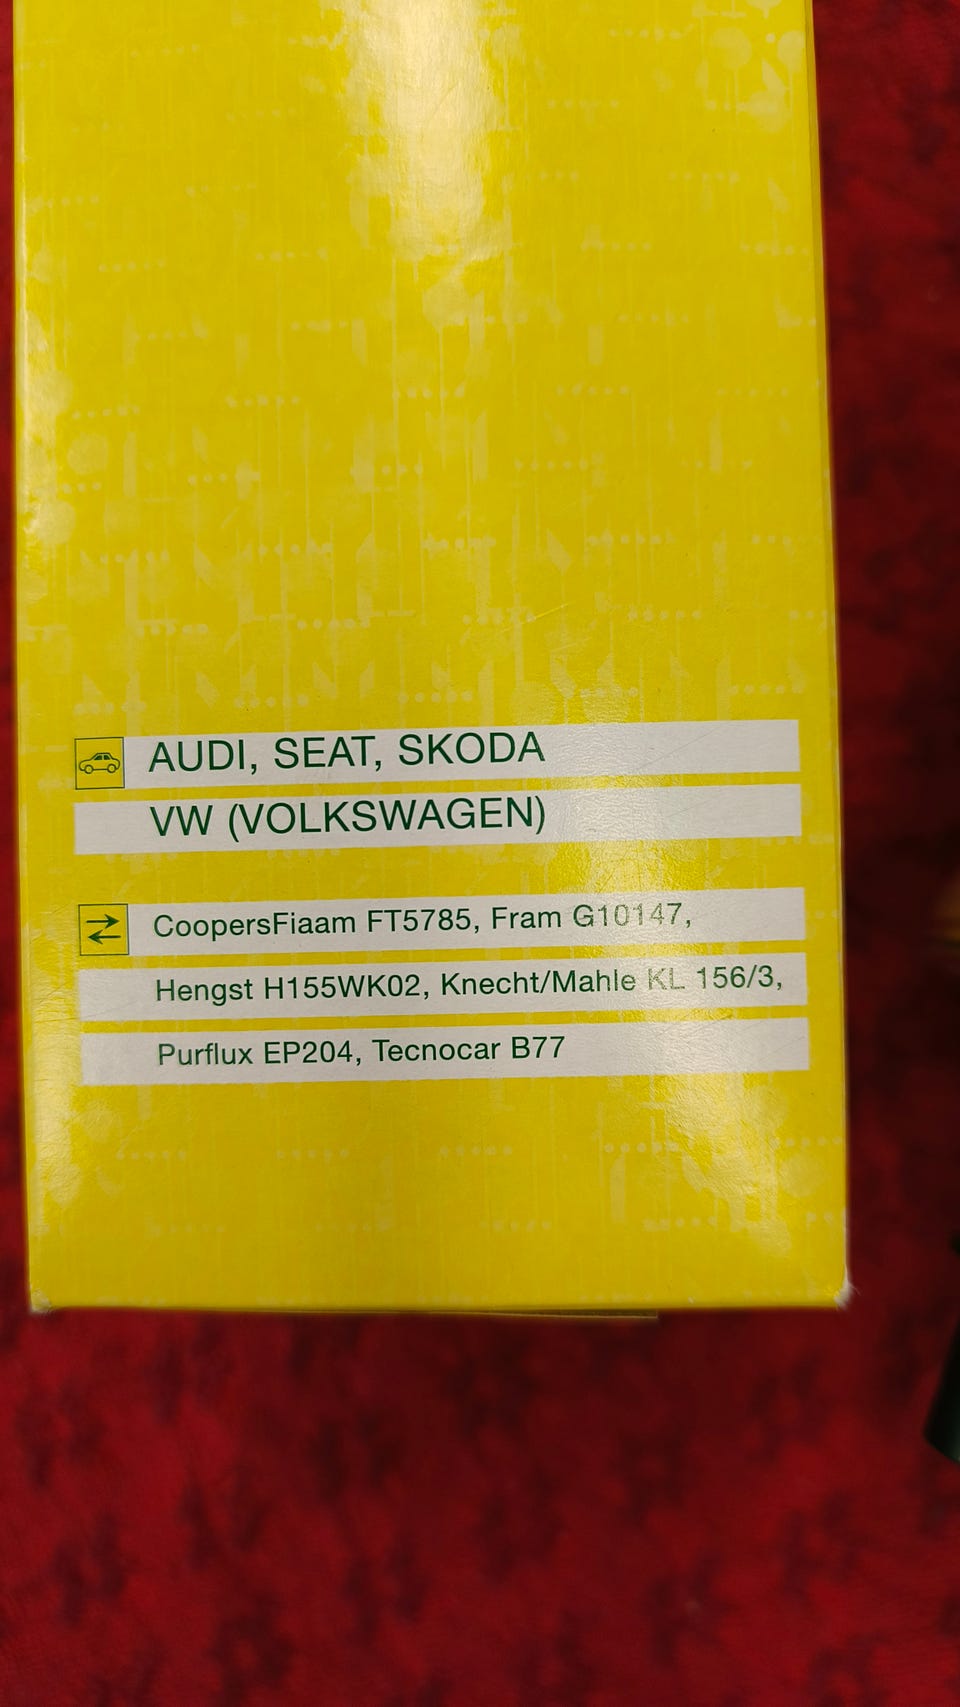 AUDI, SEAT, SKODA
VW (VOLKSWAGEN)
CoopersFiaam FT5785, Fram G10147,
Hengst H155WK02, Knecht/Mahle KL 156/3,
Purflux EP204, Tecnocar B77